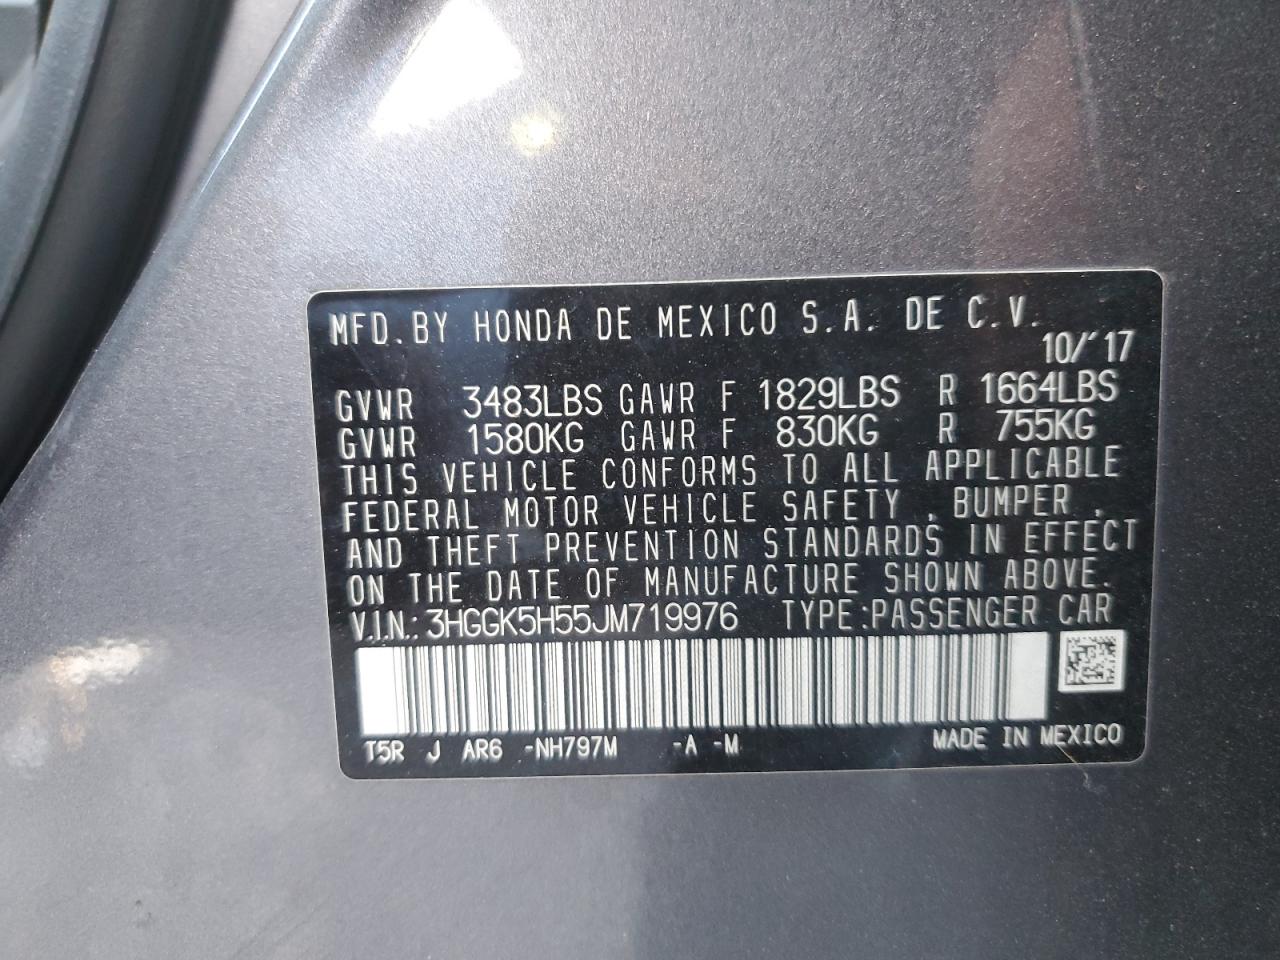 MFD. BY HONDA DE MEXICO S.A. DE C.V.
10/'17
GVWR 3483LBS GAWR F 1829LBS R 1664LBS
GVWR 1580KG GAWR F 830KG R 755KG
THIS VEHICLE CONFORMS TO ALL APPLICABLE
FEDERAL MOTOR VEHICLE SAFETY , BUMPER ,
AND THEFT PREVENTION STANDARDS IN EFFECT
ON THE DATE OF MANUFACTURE SHOWN ABOVE.
V.I.N.: 3HGGK5H55JM719976 TYPE:PASSENGER CAR
T5R J AR6 -NH797M -A -M MADE IN MEXICO